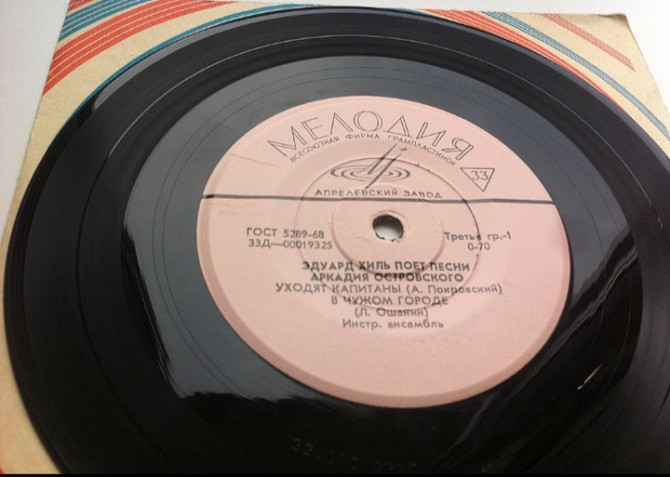 МЕЛОДИЯ
ВСЕСОЮЗНАЯ ФИРМА ГРАМПЛАСТИНОК
33
АПРЕЛЕВСКИЙ ЗАВОД
ГОСТ 5289-68
Третья гр.-1
33Д—00019325
0-70
ЭДУАРД ХИЛЬ ПОЕТ ПЕСНИ
АРКАДИЯ ОСТРОВСКОГО
УХОДЯТ КАПИТАНЫ (А. Покровский)
В ЧУЖОМ ГОРОДЕ
(Л. Ошанин)
Инстр. ансамбль